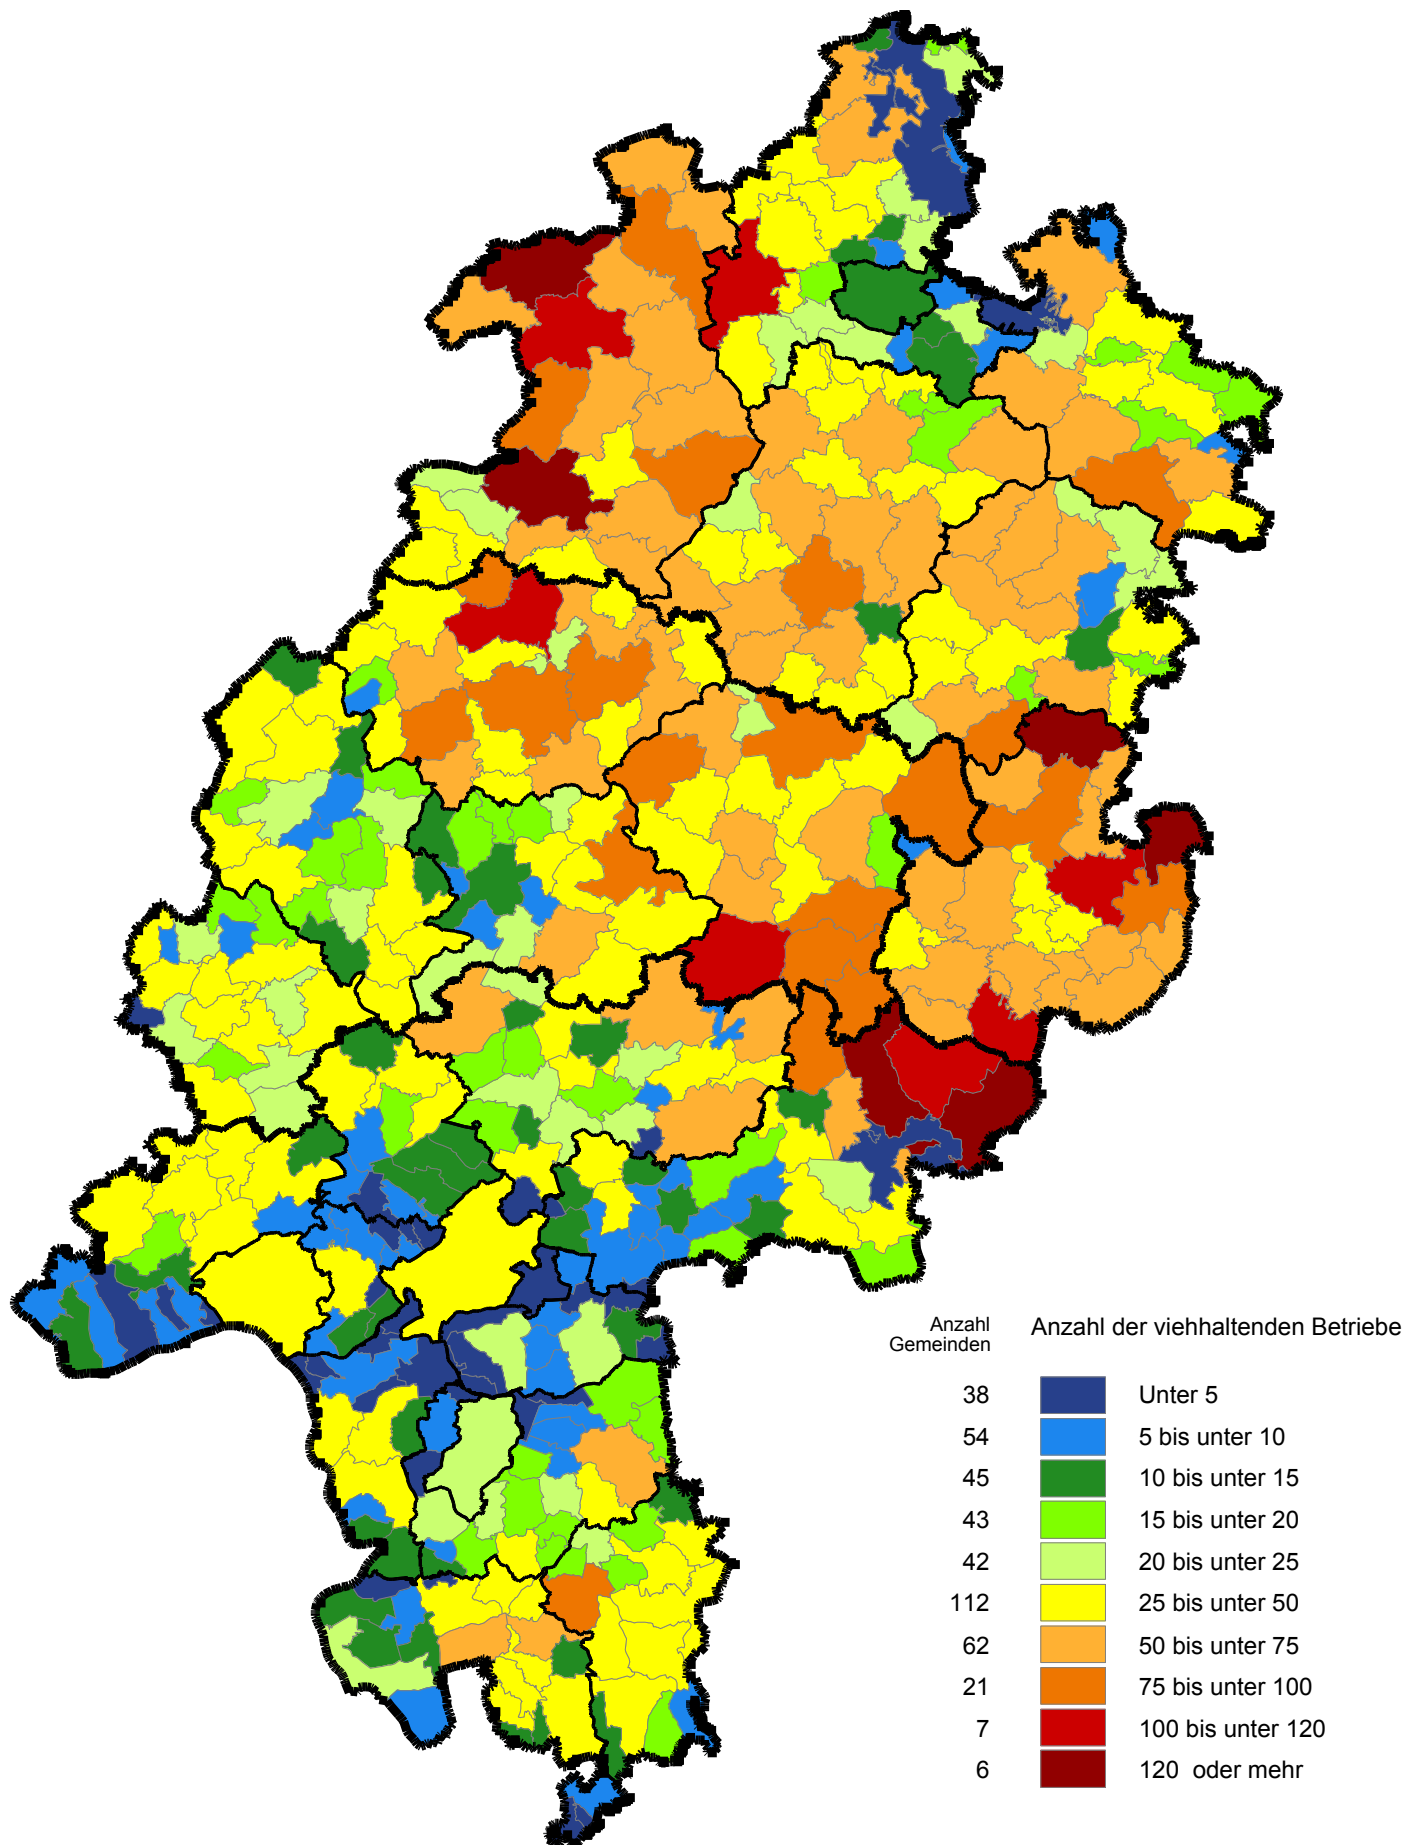 Anzahl
Gemeinden
Anzahl der viehhaltenden Betriebe
38 Unter 5
54 5 bis unter 10
45 10 bis unter 15
43 15 bis unter 20
42 20 bis unter 25
112 25 bis unter 50
62 50 bis unter 75
21 75 bis unter 100
7 100 bis unter 120
6 120 oder mehr